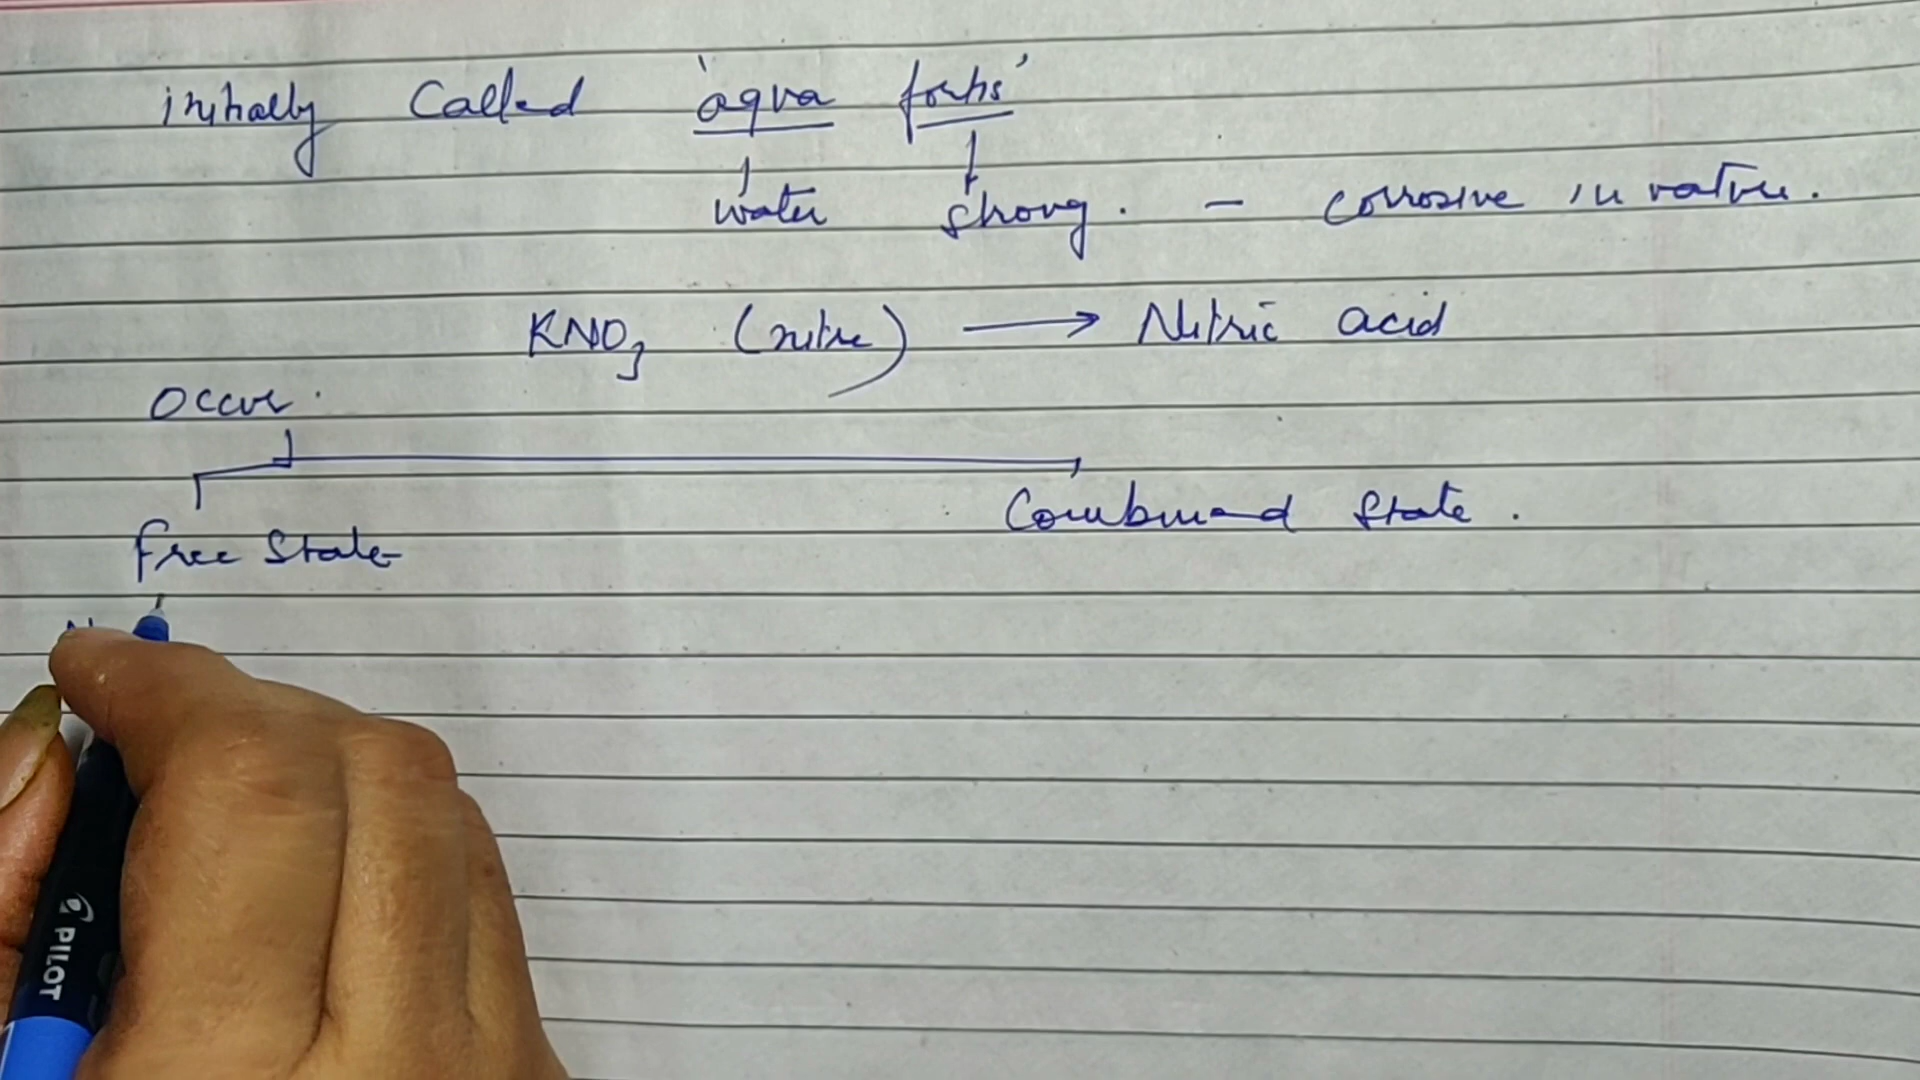 initially Called 'aqua fortis'
water strong. - corrosive in nature.
KNO3 (nitre) → Nitric acid
Occur.
Combined State.
free State
PILOT